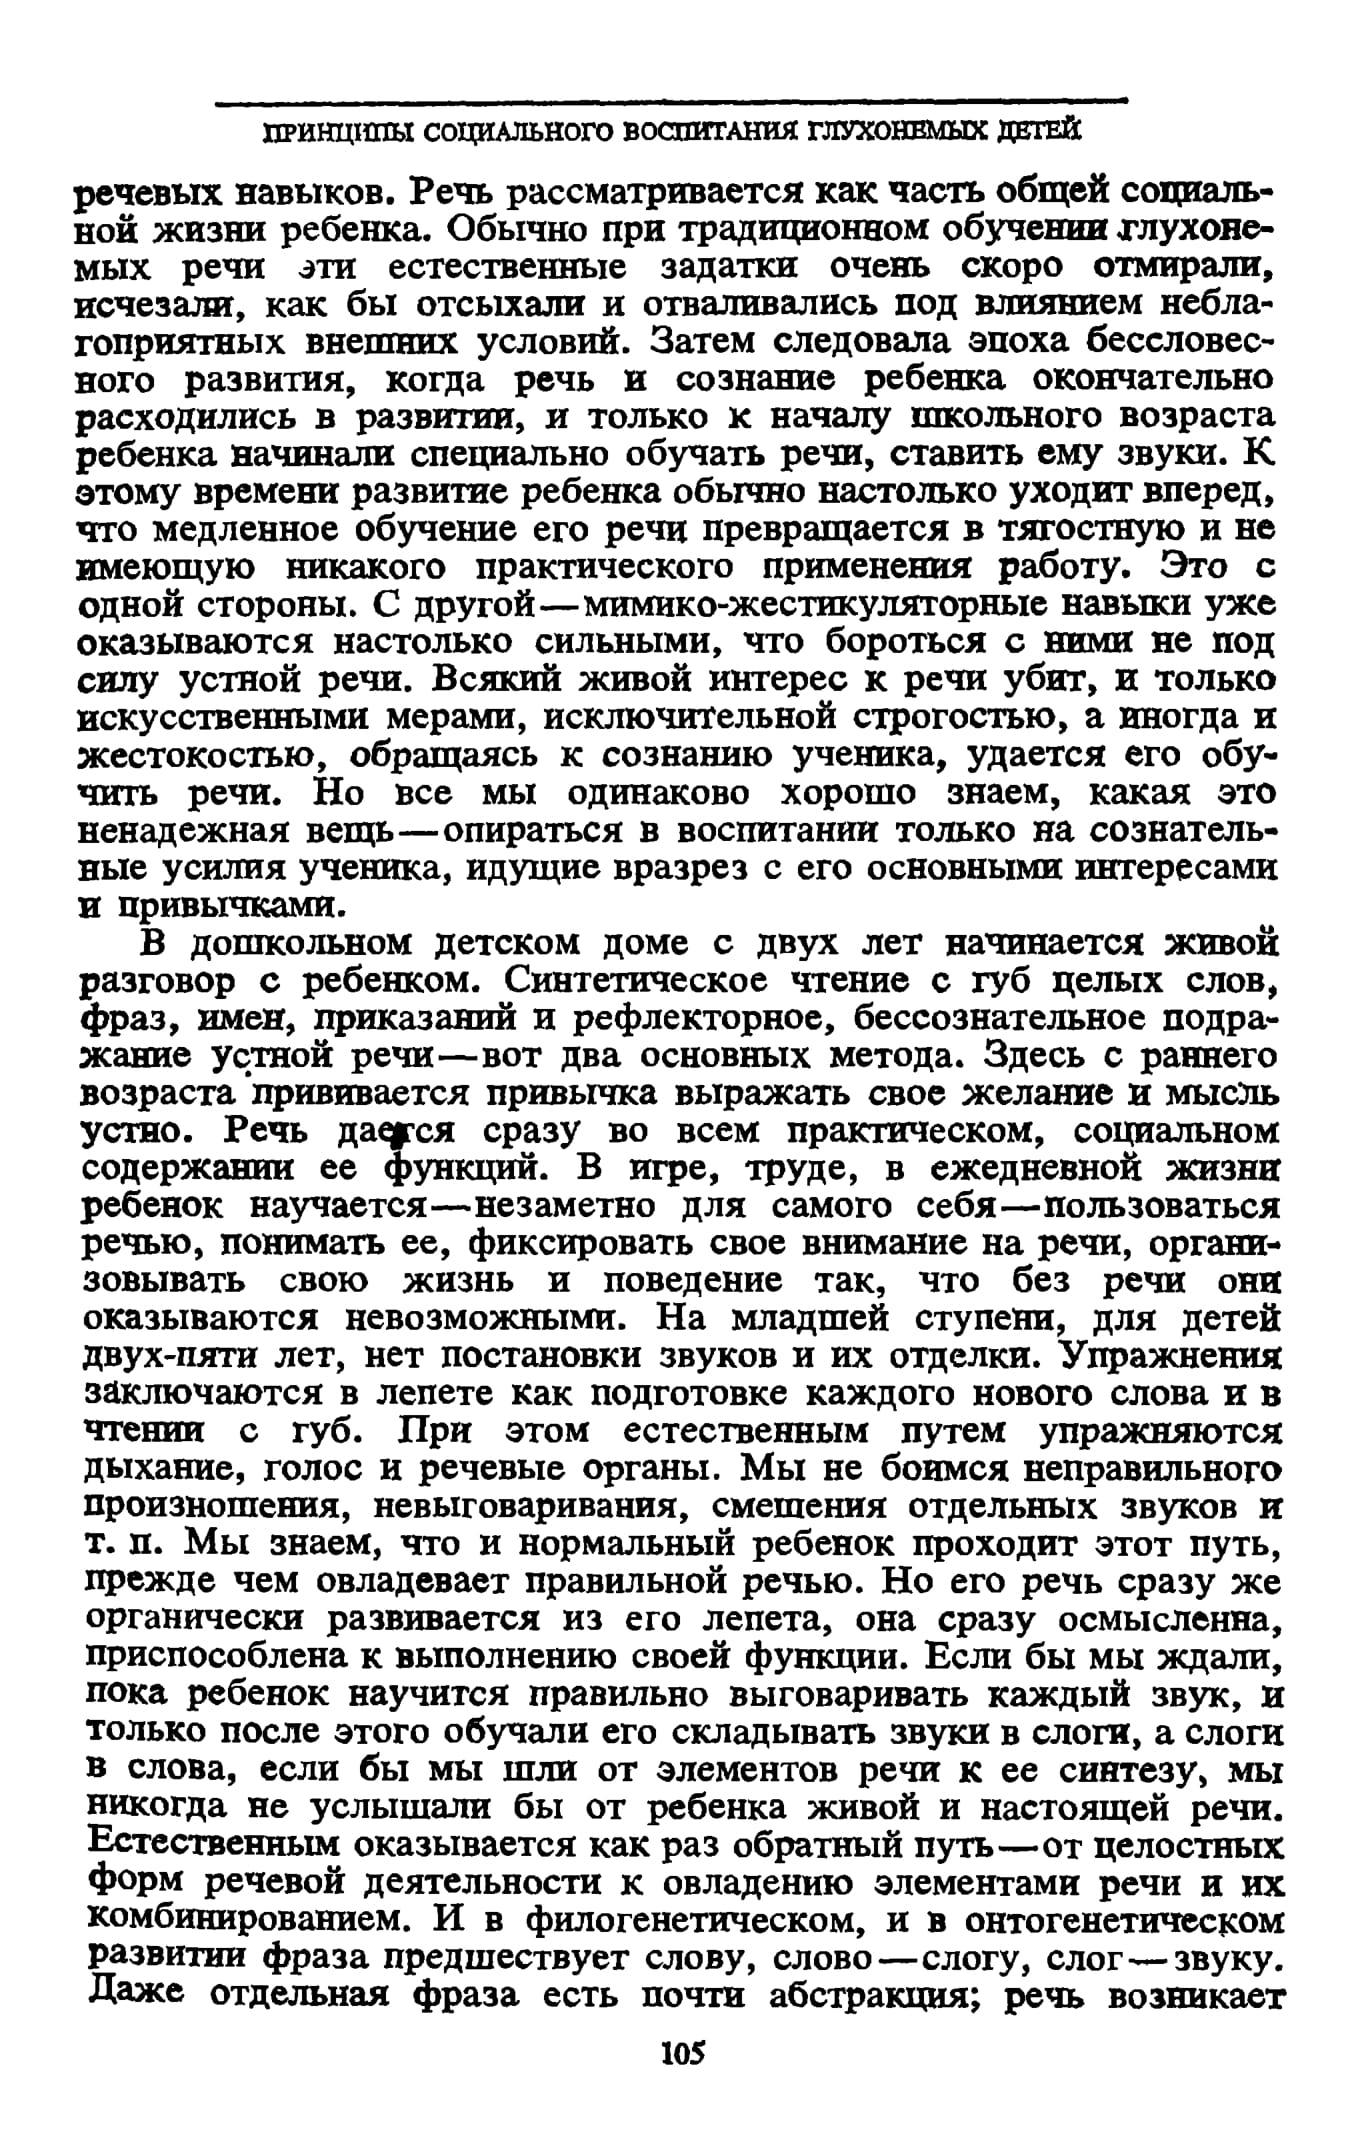 ПРИНЦИПЫ СОЦИАЛЬНОГО ВОСПИТАНИЯ ГЛУХОНЕМЫХ ДЕТЕЙ
речевых навыков. Речь рассматривается как часть общей социаль-
ной жизни ребенка. Обычно при традиционном обучении глухоне-
мых речи эти естественные задатки очень скоро отмирали,
исчезали, как бы отсыхали и отваливались под влиянием небла-
гоприятных внешних условий. Затем следовала эпоха бессловес-
ного развития, когда речь и сознание ребенка окончательно
расходились в развитии, и только к началу школьного возраста
ребенка начинали специально обучать речи, ставить ему звуки. К
этому времени развитие ребенка обычно настолько уходит вперед,
что медленное обучение его речи превращается в тягостную и не
имеющую никакого практического применения работу. Это с
одной стороны. С другой—мимико-жестикуляторные навыки уже
оказываются настолько сильными, что бороться с ними не под
силу устной речи. Всякий живой интерес к речи убит, и только
искусственными мерами, исключительной строгостью, а иногда и
жестокостью, обращаясь к сознанию ученика, удается его обу-
чить речи. Но все мы одинаково хорошо знаем, какая это
ненадежная вещь—опираться в воспитании только на сознатель-
ные усилия ученика, идущие вразрез с его основными интересами
и привычками.
В дошкольном детском доме с двух лет начинается живой
разговор с ребенком. Синтетическое чтение с губ целых слов,
фраз, имен, приказаний и рефлекторное, бессознательное подра-
жание устной речи—вот два основных метода. Здесь с раннего
возраста прививается привычка выражать свое желание и мысль
устно. Речь дается сразу во всем практическом, социальном
содержании ее функций. В игре, труде, в ежедневной жизни
ребенок научается—незаметно для самого себя—пользоваться
речью, понимать ее, фиксировать свое внимание на речи, органи-
зовывать свою жизнь и поведение так, что без речи они
оказываются невозможными. На младшей ступени, для детей
двух-пяти лет, нет постановки звуков и их отделки. Упражнения
заключаются в лепете как подготовке каждого нового слова и в
чтении с губ. При этом естественным путем упражняются
дыхание, голос и речевые органы. Мы не боимся неправильного
произношения, невыговаривания, смешения отдельных звуков и
т. п. Мы знаем, что и нормальный ребенок проходит этот путь,
прежде чем овладевает правильной речью. Но его речь сразу же
органически развивается из его лепета, она сразу осмысленна,
приспособлена к выполнению своей функции. Если бы мы ждали,
пока ребенок научится правильно выговаривать каждый звук, и
только после этого обучали его складывать звуки в слоги, а слоги
в слова, если бы мы шли от элементов речи к ее синтезу, мы
никогда не услышали бы от ребенка живой и настоящей речи.
Естественным оказывается как раз обратный путь—от целостных
форм речевой деятельности к овладению элементами речи и их
комбинированием. И в филогенетическом, и в онтогенетическом
развитии фраза предшествует слову, слово—слогу, слог—звуку.
Даже отдельная фраза есть почти абстракция; речь возникает
105